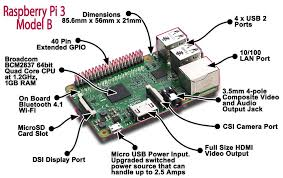 Raspberry Pi 3
Model B
Dimensions
85.6mm x 56mm x 21mm
4 x USB 2
Ports
40 Pin
Extended GPIO
10/100
LAN Port
Broadcom
BCM2837 64bit
Quad Core CPU
at 1.2GHz,
1GB RAM
3.5mm 4-pole
Composite Video
and Audio
Output Jack
On Board
Bluetooth 4.1
Wi-Fi
MicroSD
Card Slot
CSI Camera Port
DSI Display Port
Micro USB Power Input.
Upgraded switched
power source that can
handle up to 2.5 Amps
Full Size HDMI
Video Output